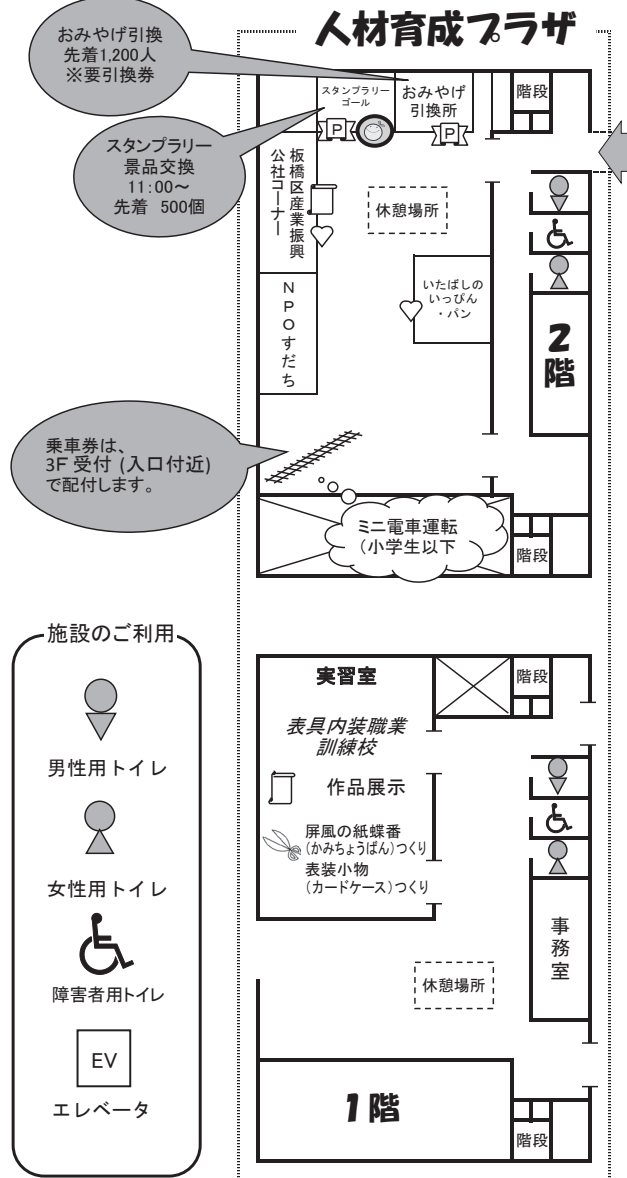 人材育成プラザ
おみやげ引換
先着1,200人
※要引換券
スタンプラリー
ゴール
おみやげ
引換所
階段
P
P
スタンプラリー
景品交換
11:00～
先着 500個
板橋区産業振興
公社コーナー
休憩場所
いたばしの
いっぴん
・パン
NPOすだち
2
階
乗車券は、
3F 受付 (入口付近)
で配付します。
ミニ電車運転
(小学生以下
階段
施設のご利用
男性用トイレ
女性用トイレ
障害者用トイレ
EV
エレベータ
実習室
階段
表具内装職業
訓練校
作品展示
屏風の紙蝶番
(かみちょうばん)つくり
表装小物
(カードケース)つくり
事務室
休憩場所
1階
階段